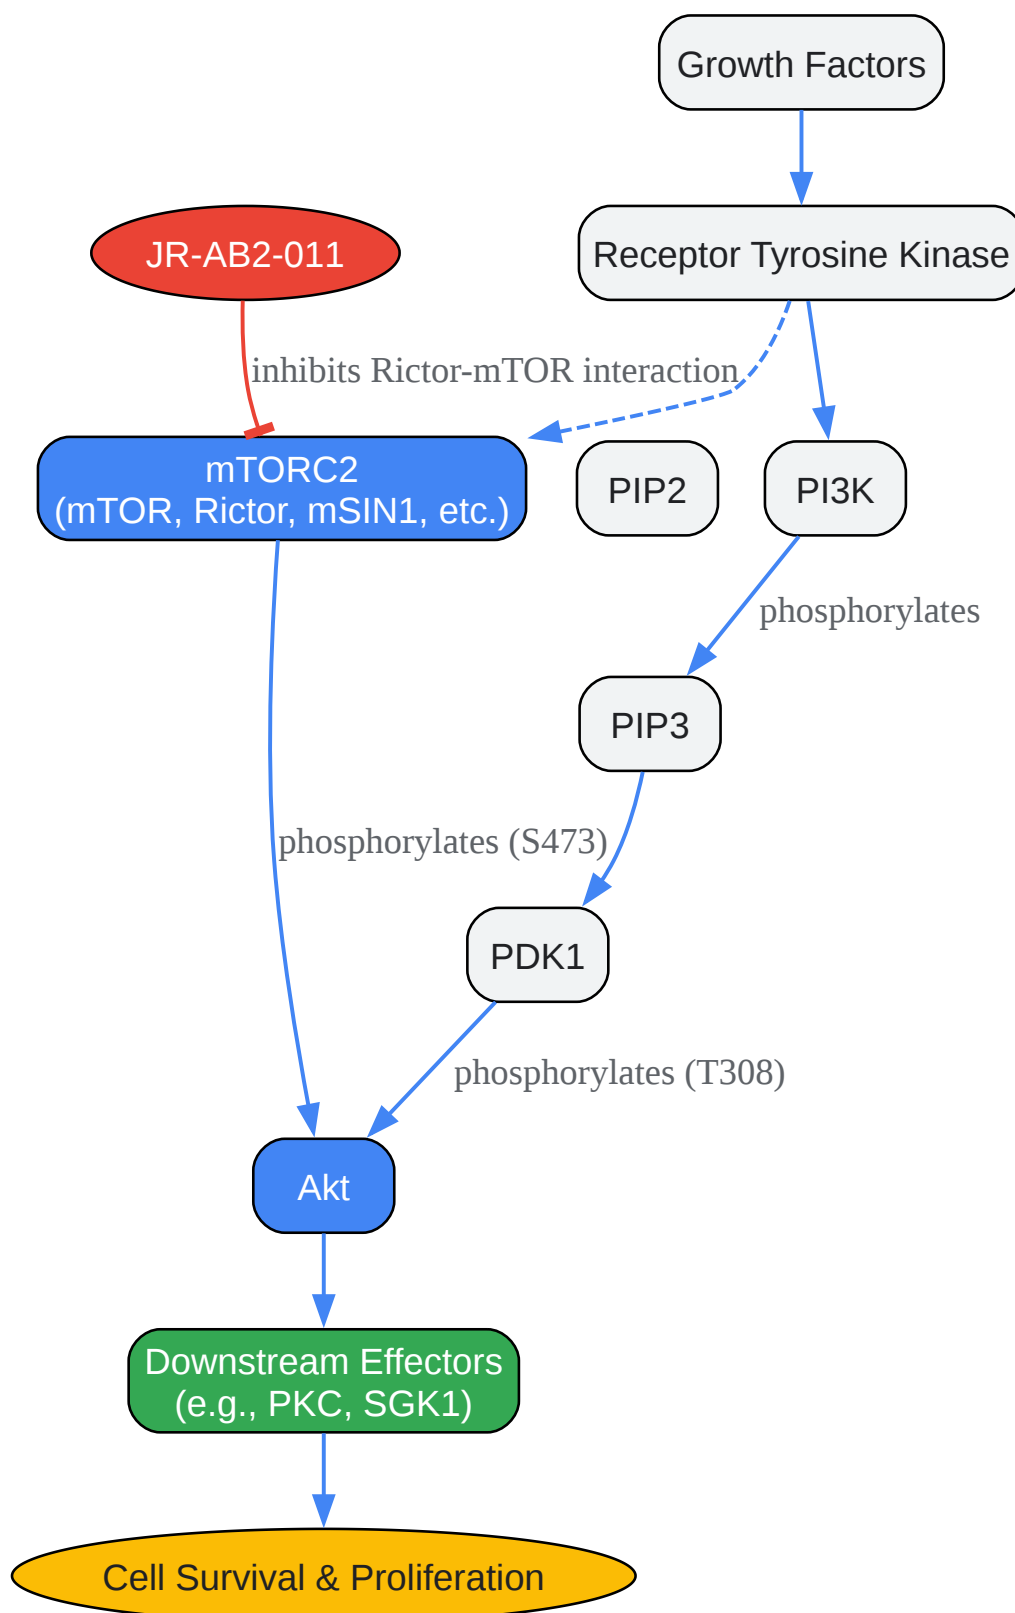 Growth Factors
JR-AB2-011
Receptor Tyrosine Kinase
inhibits Rictor-mTOR interaction
mTORC2
(mTOR, Rictor, mSIN1, etc.)
PIP2
PI3K
phosphorylates
PIP3
phosphorylates (S473)
PDK1
phosphorylates (T308)
Akt
Downstream Effectors
(e.g., PKC, SGK1)
Cell Survival & Proliferation